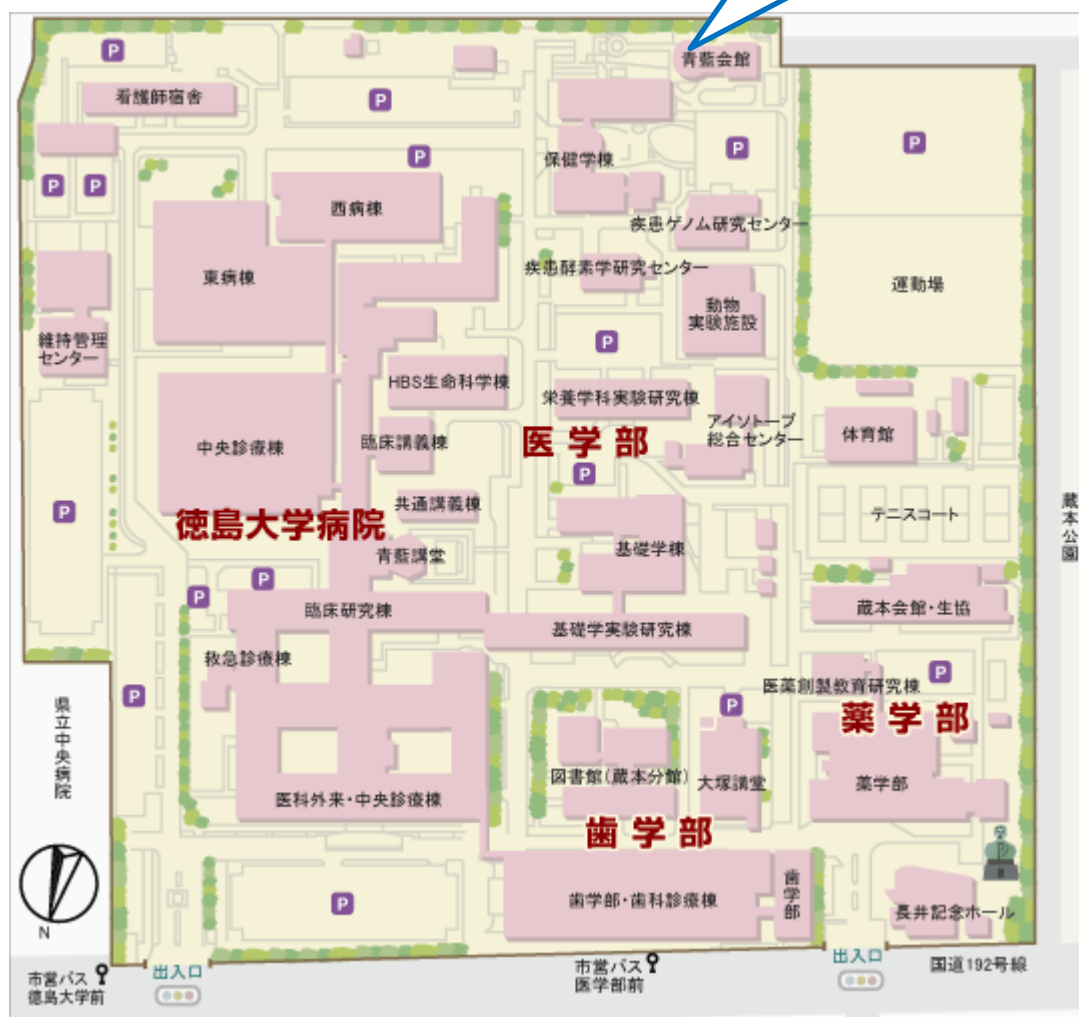 青藍会館
P
看護師宿舎
P
P
P
保健学棟
P
P
P
P
西病棟
疾患ゲノム研究センター
東病棟
疾患酵素学研究センター
運動場
動物
実験施設
維持管理
センター
P
HBS生命科学棟
栄養学科実験研究棟
アイソトープ
総合センター
体育館
医学部
臨床講義棟
中央診療棟
P
共通講義棟
P
徳島大学病院
テニスコート
蔵本公園
基礎学棟
青藍講堂
P
P
臨床研究棟
蔵本会館・生協
基礎学実験研究棟
救急診療棟
P
医薬創製教育研究棟
P
県立中央病院
P
薬学部
図書館(蔵本分館)
大塚講堂
薬学部
医科外来・中央診療棟
歯学部
歯学部・歯科診療棟
歯学部
P
長井記念ホール
N
出入口
市営バス
徳島大学前
市営バス
医学部前
出入口
国道192号線